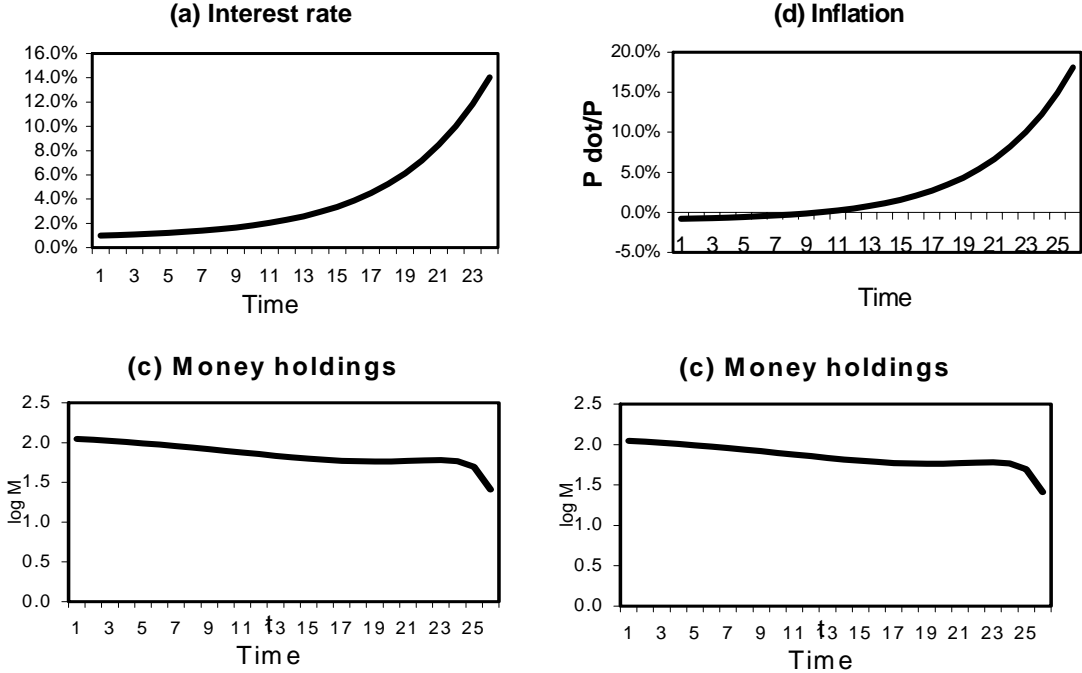 (a) Interest rate
16.0%
14.0%
12.0%
10.0%
8.0%
6.0%
4.0%
2.0%
0.0%
1 3 5 7 9 11 13 15 17 19 21 23
Time
(d) Inflation
P dot/P
20.0%
15.0%
10.0%
5.0%
0.0%
-5.0%
1 3 5 7 9 11 13 15 17 19 21 23 25
Time
(c) Money holdings
log M
2.5
2.0
1.5
1.0
0.5
0.0
1 3 5 7 9 11 13 15 17 19 21 23 25
t
Time
(c) Money holdings
log M
2.5
2.0
1.5
1.0
0.5
0.0
1 3 5 7 9 11 13 15 17 19 21 23 25
t
Time